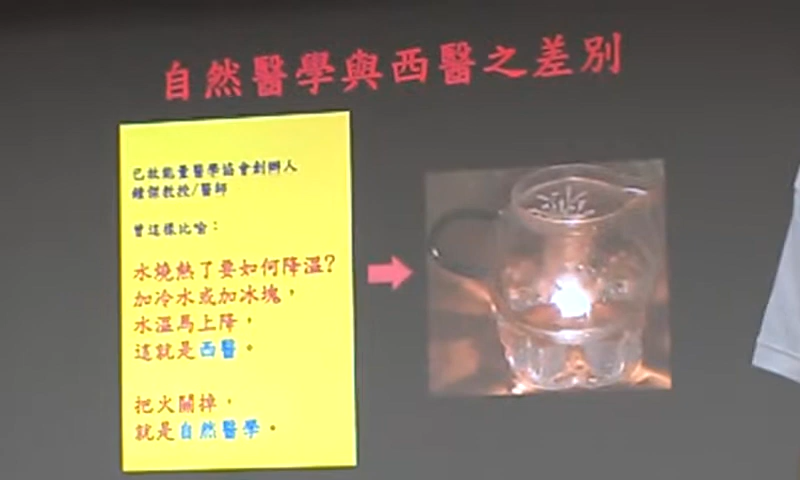 自然醫學與西醫之差別
已故能量醫學協會創辦人
鍾傑教授/醫師
曾這樣比喻：
水燒熱了要如何降溫?
加冷水或加冰塊，
水溫馬上降，
這就是西醫。
把火關掉，
就是自然醫學。